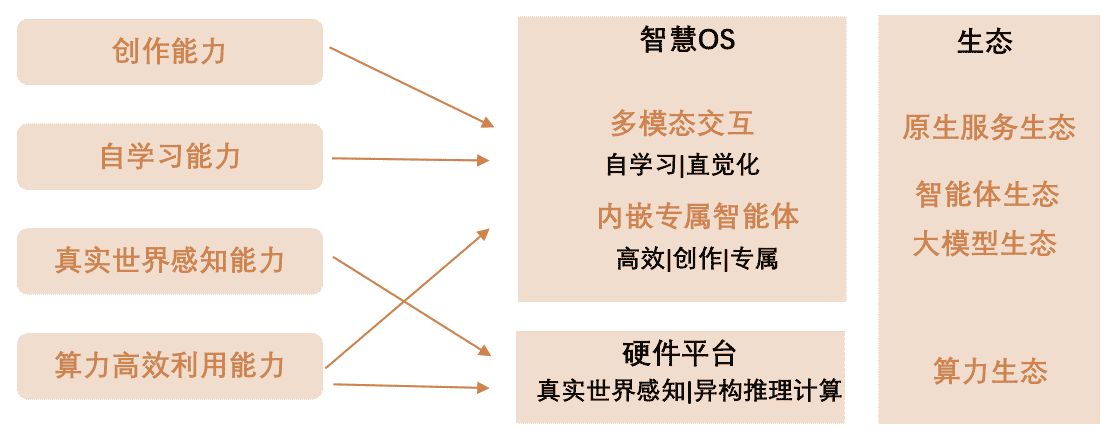 创作能力
自学习能力
真实世界感知能力
算力高效利用能力
智慧OS
多模态交互
自学习|直觉化
内嵌专属智能体
高效|创作|专属
硬件平台
真实世界感知|异构推理计算
生态
原生服务生态
智能体生态
大模型生态
算力生态